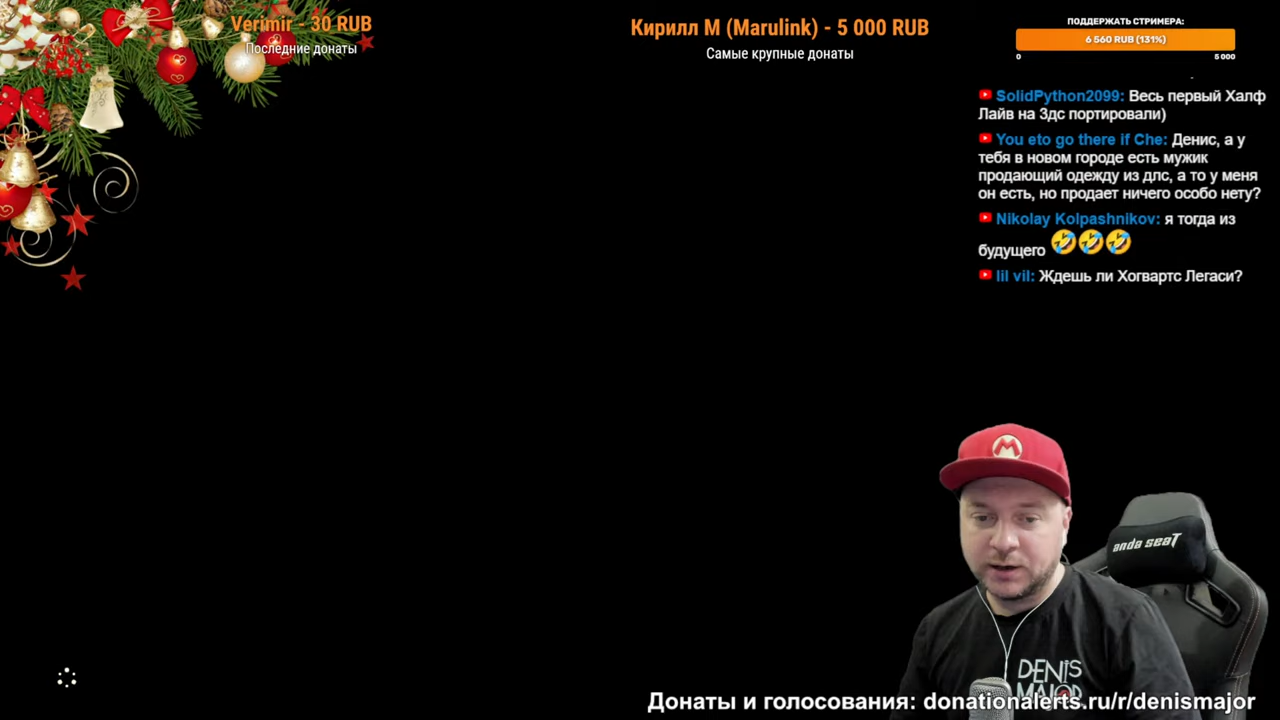 Verimir - 30 RUB
Последние донаты
Кирилл М (Marulink) - 5 000 RUB
Самые крупные донаты
ПОДДЕРЖАТЬ СТРИМЕРА:
6 560 RUB (131%)
0 5 000
SolidPython2099: Весь первый Халф
Лайв на 3дс портировали)
You eto go there if Che: Денис, а у
тебя в новом городе есть мужик
продающий одежду из длс, а то у меня
он есть, но продает ничего особо нету?
Nikolay Kolpashnikov: я тогда из
будущего 🤣🤣🤣
lil vil: Ждешь ли Хогвартс Легаси?
M
anda seaT
DENIS
MAJOR
Донаты и голосования: donationalerts.ru/r/denismajor